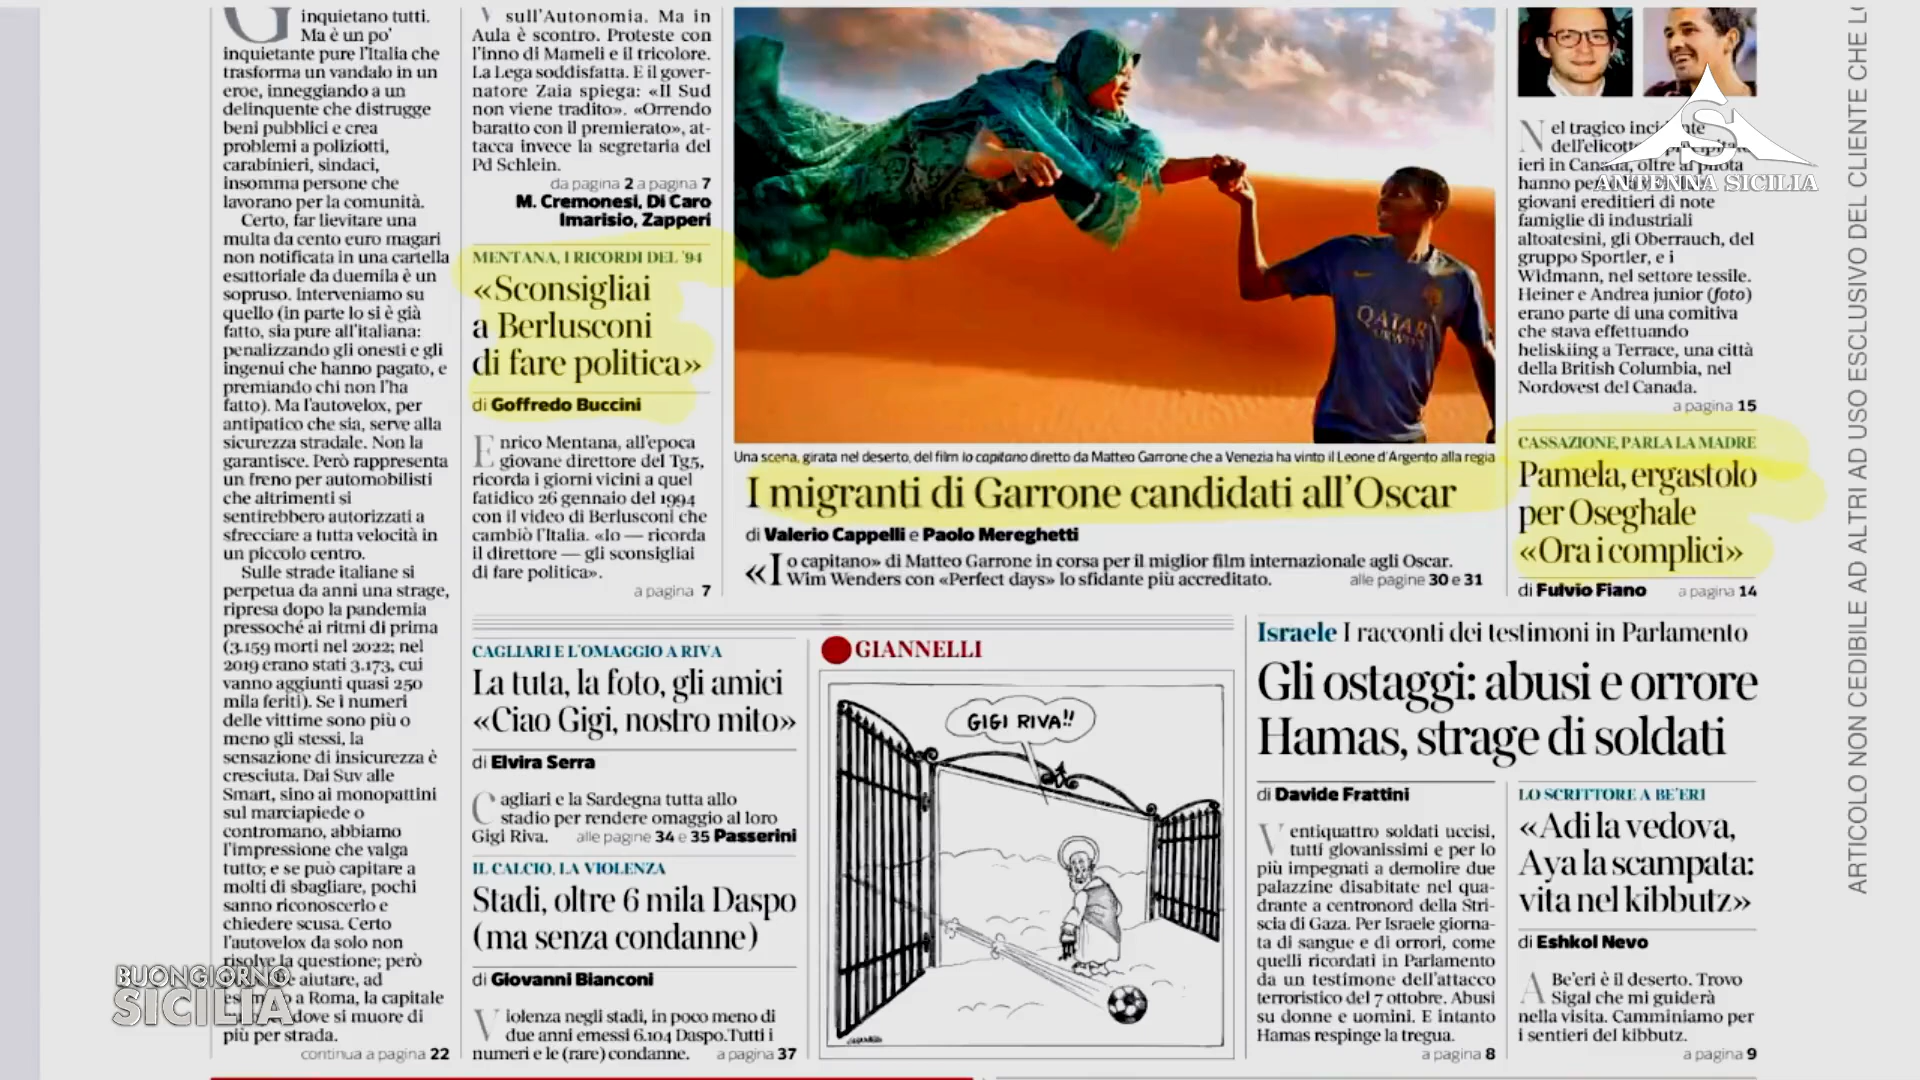 inquietano tutti.
Ma è un po'
inquietante pure l'Italia che
trasforma un vandalo in un
eroe, inneggiando a un
delinquente che distrugge
beni pubblici e crea
problemi a poliziotti,
carabinieri, sindaci,
insomma persone che
lavorano per la comunità.
Certo, far lievitare una
multa da cento euro magari
non notificata in una cartella
esattoriale da duemila è un
sopruso. Interveniamo su
quello (in parte lo si è già
fatto, sia pure all'italiana:
penalizzando gli onesti e gli
ingenui che hanno pagato, e
premiando chi non l'ha
fatto). Ma l'autovelox, per
antipatico che sia, serve alla
sicurezza stradale. Non la
garantisce. Però rappresenta
un freno per automobilisti
che altrimenti si
sentirebbero autorizzati a
sfrecciare a tutta velocità in
un piccolo centro.
Sulle strade italiane si
perpetua da anni una strage,
ripresa dopo la pandemia
pressoché ai ritmi di prima
(3.159 morti nel 2022; nel
2019 erano stati 3.173, cui
vanno aggiunti quasi 250
mila feriti). Se i numeri
delle vittime sono più o
meno gli stessi, la
sensazione di insicurezza è
cresciuta. Dai Suv alle
Smart, sino ai monopattini
sul marciapiede o
contromano, abbiamo
l'impressione che valga
tutto; e se può capitare a
molti di sbagliare, pochi
sanno riconoscerlo e
chiedere scusa. Certo
l'autovelox da solo non
risolve la questione; però
aiutare, ad
a Roma, la capitale
dove si muore di
più per strada.
continua a pagina 22
sull'Autonomia. Ma in
Aula è scontro. Proteste con
l'inno di Mameli e il tricolore.
La Lega soddisfatta. E il gover-
natore Zaia spiega: «Il Sud
non viene tradito». «Orrendo
baratto con il premierato», at-
tacca invece la segretaria del
Pd Schlein.
da pagina 2 a pagina 7
M. Cremonesi, Di Caro
Imarisio, Zapperi
MENTANA, I RICORDI DEL '94
«Sconsigliai
a Berlusconi
di fare politica»
di Goffredo Buccini
Enrico Mentana, all'epoca
giovane direttore del Tg5,
ricorda i giorni vicini a quel
fatidico 26 gennaio del 1994
con il video di Berlusconi che
cambiò l'Italia. «Io — ricorda
il direttore — gli sconsigliai
di fare politica».
a pagina 7
QATAR
AIRWAYS
Una scena, girata nel deserto, del film Io capitano diretto da Matteo Garrone che a Venezia ha vinto il Leone d'Argento alla regia
I migranti di Garrone candidati all'Oscar
di Valerio Cappelli e Paolo Mereghetti
«Io capitano» di Matteo Garrone in corsa per il miglior film internazionale agli Oscar.
Wim Wenders con «Perfect days» lo sfidante più accreditato.
alle pagine 30 e 31
Nel tragico incidente
dell'elicottero
ieri in Canada, oltre al pilota
hanno
giovani ereditieri di note
famiglie di industriali
altoatesini, gli Oberrauch, del
gruppo Sportler, e i
Widmann, nel settore tessile.
Heiner e Andrea junior (foto)
erano parte di una comitiva
che stava effettuando
heliskiing a Terrace, una città
della British Columbia, nel
Nordovest del Canada.
a pagina 15
CASSAZIONE, PARLA LA MADRE
Pamela, ergastolo
per Oseghale
«Ora i complici»
di Fulvio Fiano
a pagina 14
CAGLIARI E L'OMAGGIO A RIVA
La tuta, la foto, gli amici
«Ciao Gigi, nostro mito»
di Elvira Serra
Cagliari e la Sardegna tutta allo
stadio per rendere omaggio al loro
Gigi Riva. alle pagine 34 e 35 Passerini
IL CALCIO, LA VIOLENZA
Stadi, oltre 6 mila Daspo
(ma senza condanne)
di Giovanni Bianconi
Violenza negli stadi, in poco meno di
due anni emessi 6.104 Daspo.Tutti i
numeri e le (rare) condanne. a pagina 37
GIANNELLI
GIGI RIVA!!
GIANNELLI
Israele I racconti dei testimoni in Parlamento
Gli ostaggi: abusi e orrore
Hamas, strage di soldati
di Davide Frattini
Ventiquattro soldati uccisi,
tutti giovanissimi e per lo
più impegnati a demolire due
palazzine disabitate nel qua-
drante a centronord della Stri-
scia di Gaza. Per Israele giorna-
ta di sangue e di orrori, come
quelli ricordati in Parlamento
da un testimone dell'attacco
terroristico del 7 ottobre. Abusi
su donne e uomini. E intanto
Hamas respinge la tregua.
a pagina 8
LO SCRITTORE A BE'ERI
«Adi la vedova,
Aya la scampata:
vita nel kibbutz»
di Eshkol Nevo
A Be'eri è il deserto. Trovo
Sigal che mi guiderà
nella visita. Camminiamo per
i sentieri del kibbutz.
a pagina 9
ARTICOLO NON CEDIBILE AD ALTRI AD USO ESCLUSIVO DEL CLIENTE CHE
S
ANTENNA SICILIA
BUONGIORNO
SICILIA